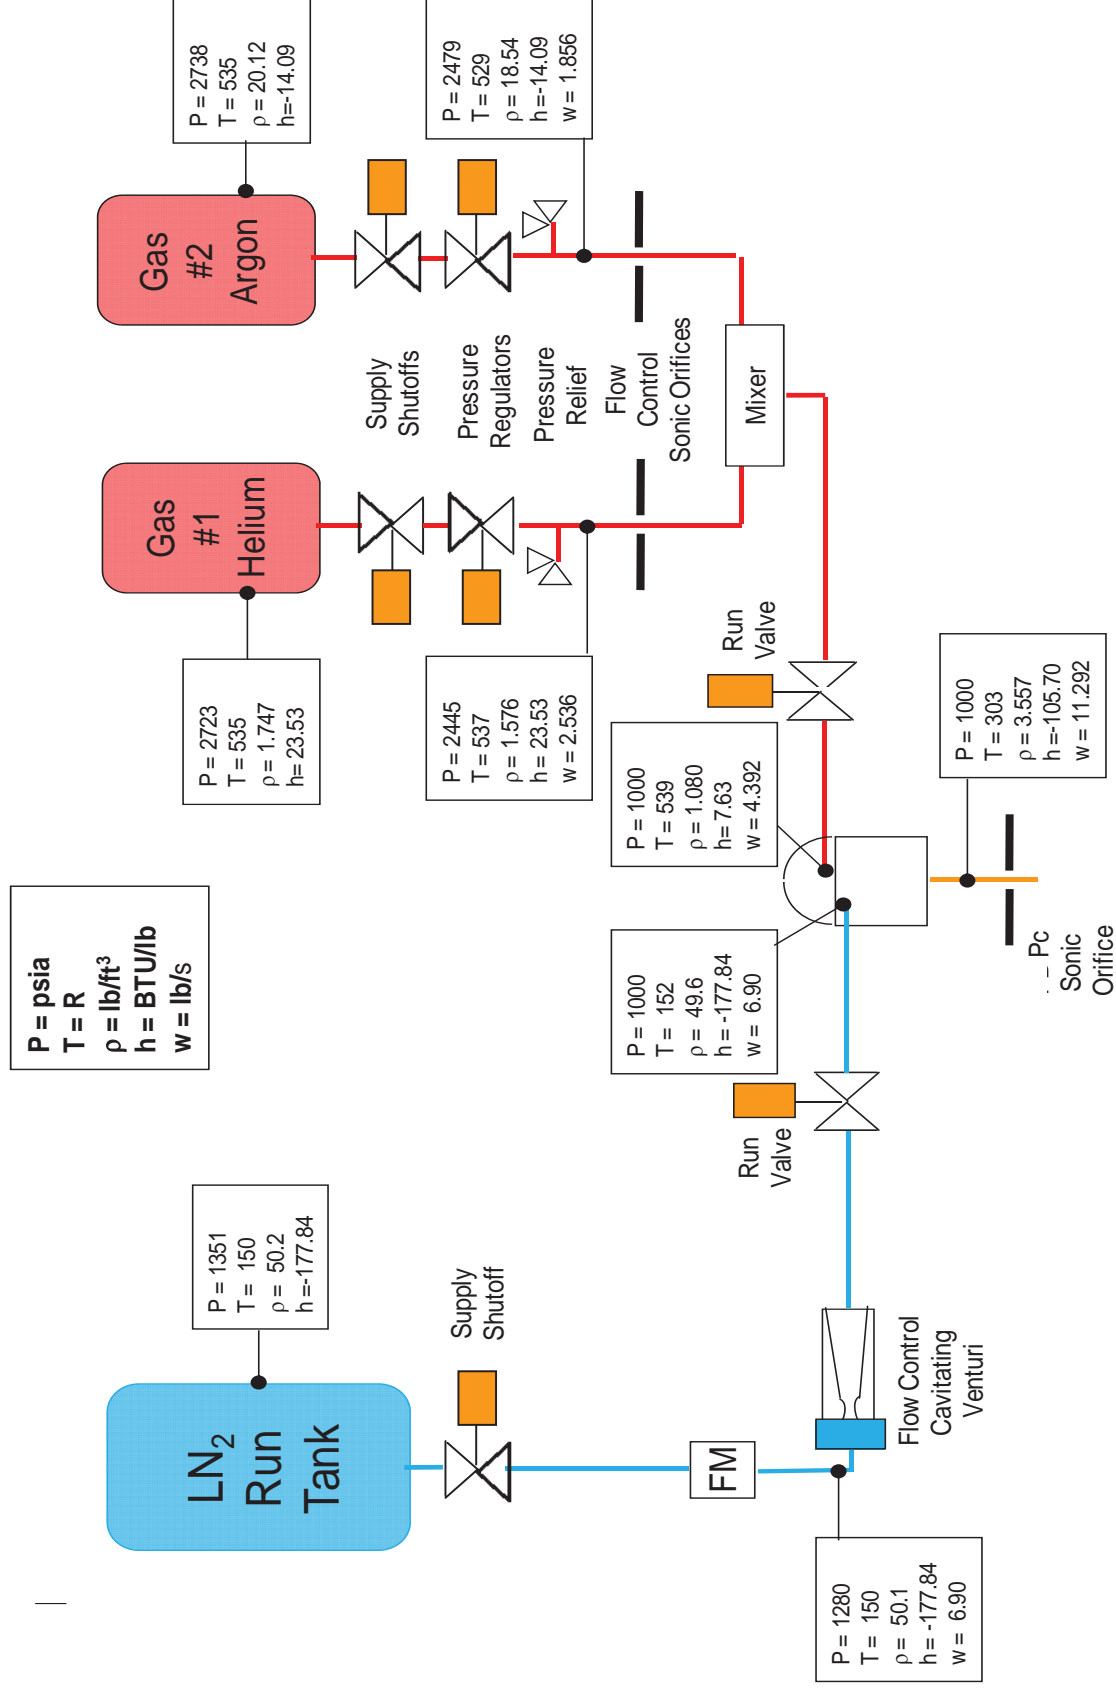 P = psia
T = R
ρ = lb/ft³
h = BTU/lb
w = lb/s
LN₂
Run
Tank
P = 1351
T = 150
ρ = 50.2
h =-177.84
Supply
Shutoff
FM
P = 1280
T = 150
ρ = 50.1
h = -177.84
w = 6.90
Flow Control
Cavitating
Venturi
Run
Valve
P = 1000
T = 152
ρ = 49.6
h = -177.84
w = 6.90
Gas
#1
Helium
P = 2723
T = 535
ρ = 1.747
h= 23.53
P = 2445
T = 537
ρ = 1.576
h = 23.53
w = 2.536
Gas
#2
Argon
P = 2738
T = 535
ρ = 20.12
h=-14.09
P = 2479
T = 529
ρ = 18.54
h=-14.09
w = 1.856
Supply
Shutoffs
Pressure
Regulators
Pressure
Relief
Flow
Control
Sonic Orifices
Mixer
Run
Valve
P = 1000
T = 539
ρ = 1.080
h= 7.63
w = 4.392
P = 1000
T = 303
ρ = 3.557
h =-105.70
w = 11.292
Pc
Sonic
Orifice